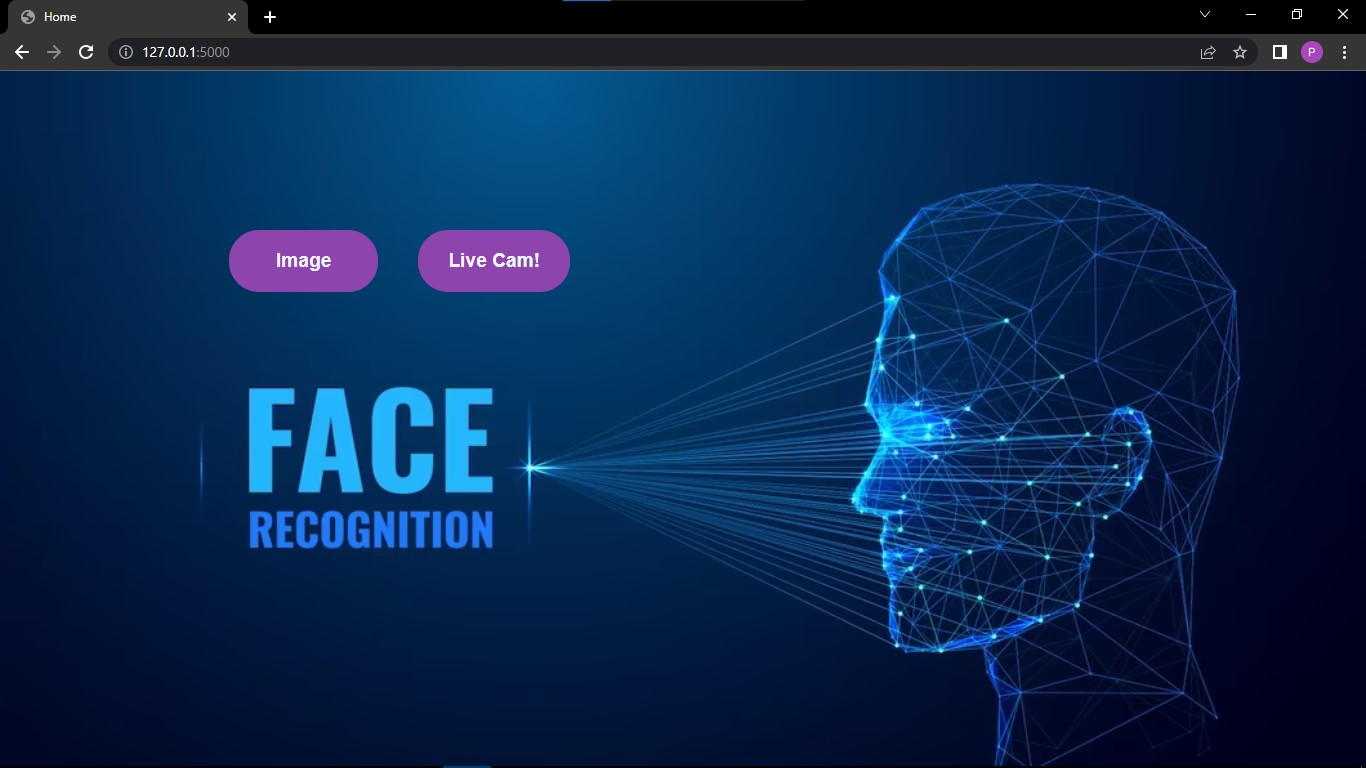 Home
127.0.0.1:5000
P
Image
Live Cam!
FACE
RECOGNITION